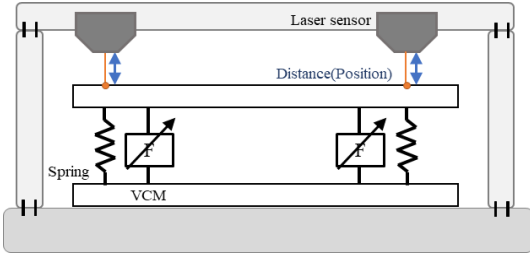 Laser sensor
Distance(Position)
F
F
Spring
VCM